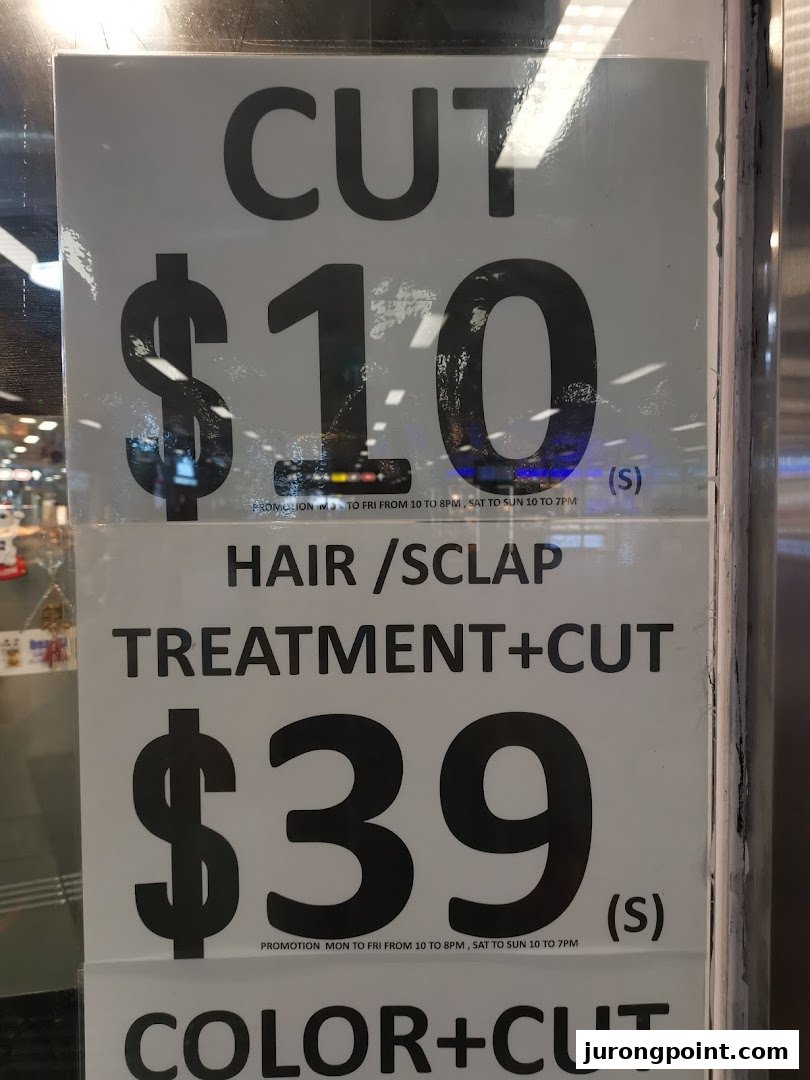 CUT
$10 (S)
PROMOTION MON TO FRI FROM 10 TO 8PM , SAT TO SUN 10 TO 7PM
HAIR /SCLAP
TREATMENT+CUT
$39 (S)
PROMOTION MON TO FRI FROM 10 TO 8PM , SAT TO SUN 10 TO 7PM
COLOR+CUT
jurongpoint.com